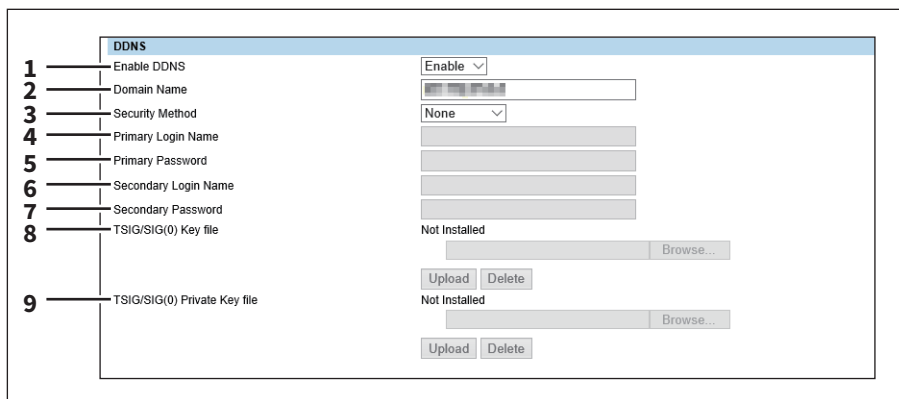 DDNS
1 Enable DDNS Enable
2 Domain Name
3 Security Method None
4 Primary Login Name
5 Primary Password
6 Secondary Login Name
7 Secondary Password
8 TSIG/SIG(0) Key file Not Installed
Browse...
Upload Delete
9 TSIG/SIG(0) Private Key file Not Installed
Browse...
Upload Delete